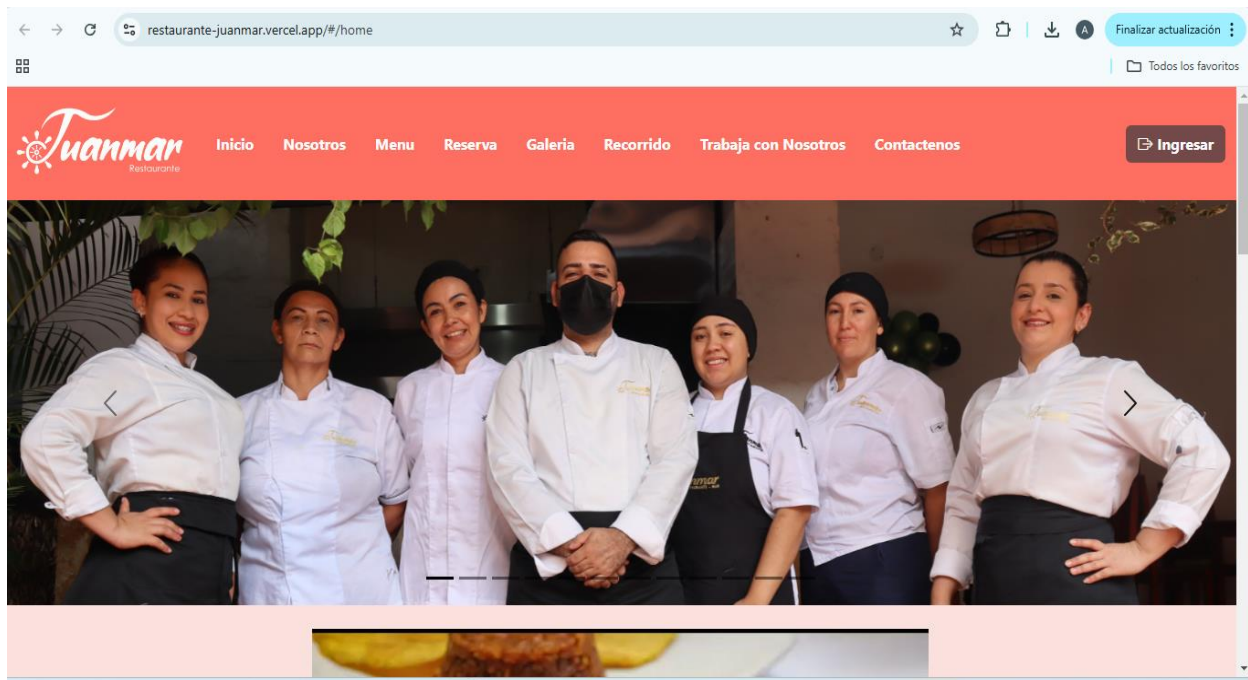 restaurante-juanmar.vercel.app/#/home
A
Finalizar actualización
Todos los favoritos
Juanmar
Restaurante
Inicio Nosotros Menu Reserva Galeria Recorrido Trabaja con Nosotros Contactenos
Ingresar